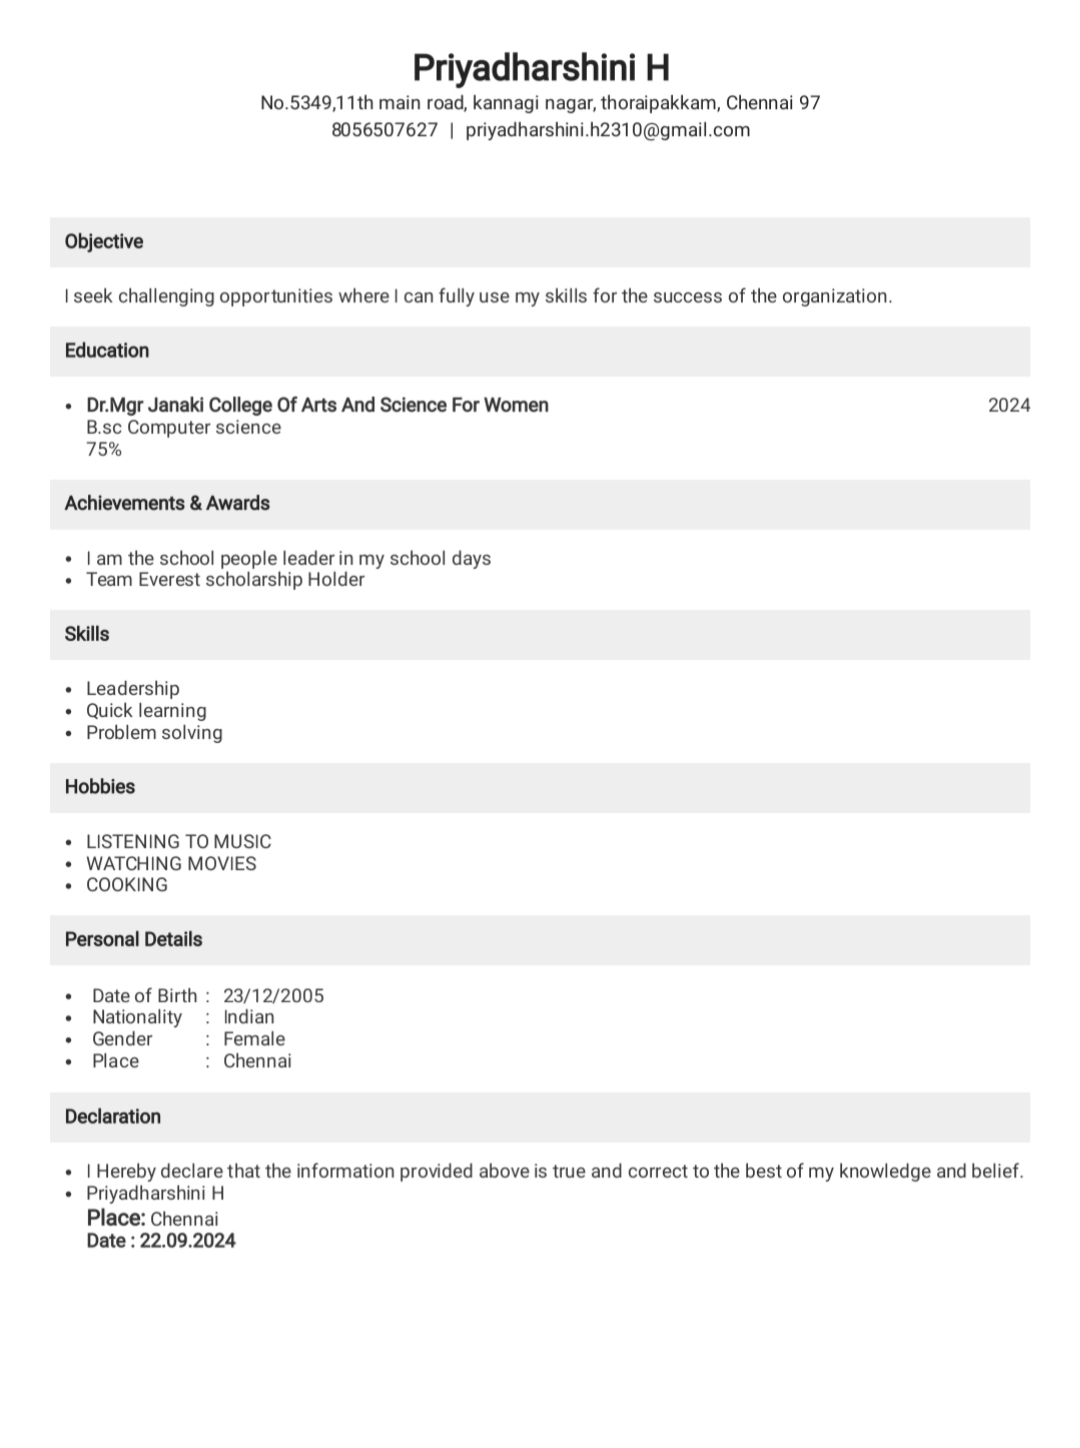 Priyadharshini H
No.5349,11th main road, kannagi nagar, thoraipakkam, Chennai 97
8056507627 | priyadharshini.h2310@gmail.com
Objective
I seek challenging opportunities where I can fully use my skills for the success of the organization.
Education
• Dr.Mgr Janaki College Of Arts And Science For Women 2024
B.sc Computer science
75%
Achievements & Awards
• I am the school people leader in my school days
• Team Everest scholarship Holder
Skills
• Leadership
• Quick learning
• Problem solving
Hobbies
• LISTENING TO MUSIC
• WATCHING MOVIES
• COOKING
Personal Details
• Date of Birth : 23/12/2005
• Nationality : Indian
• Gender : Female
• Place : Chennai
Declaration
• I Hereby declare that the information provided above is true and correct to the best of my knowledge and belief.
• Priyadharshini H
Place: Chennai
Date : 22.09.2024